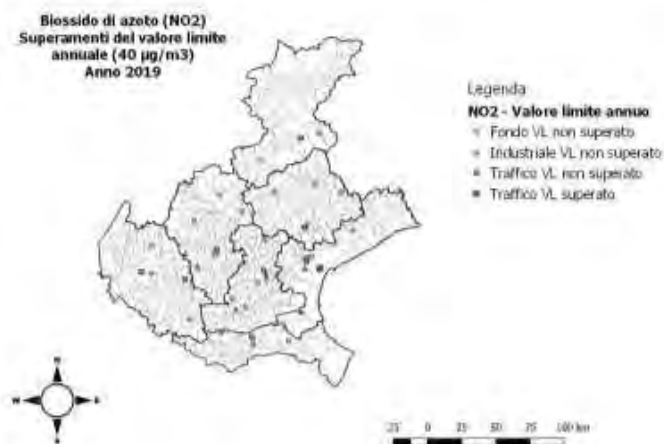 Biossido di azoto (NO2)
Superamenti del valore limite
annuale (40 µg/m3)
Anno 2019
Legenda
NO2 - Valore limite annuo
Fondo VL non superato
Industriale VL non superato
Traffico VL non superato
Traffico VL superato
N
W E
S
25 0 25 50 75 100 km